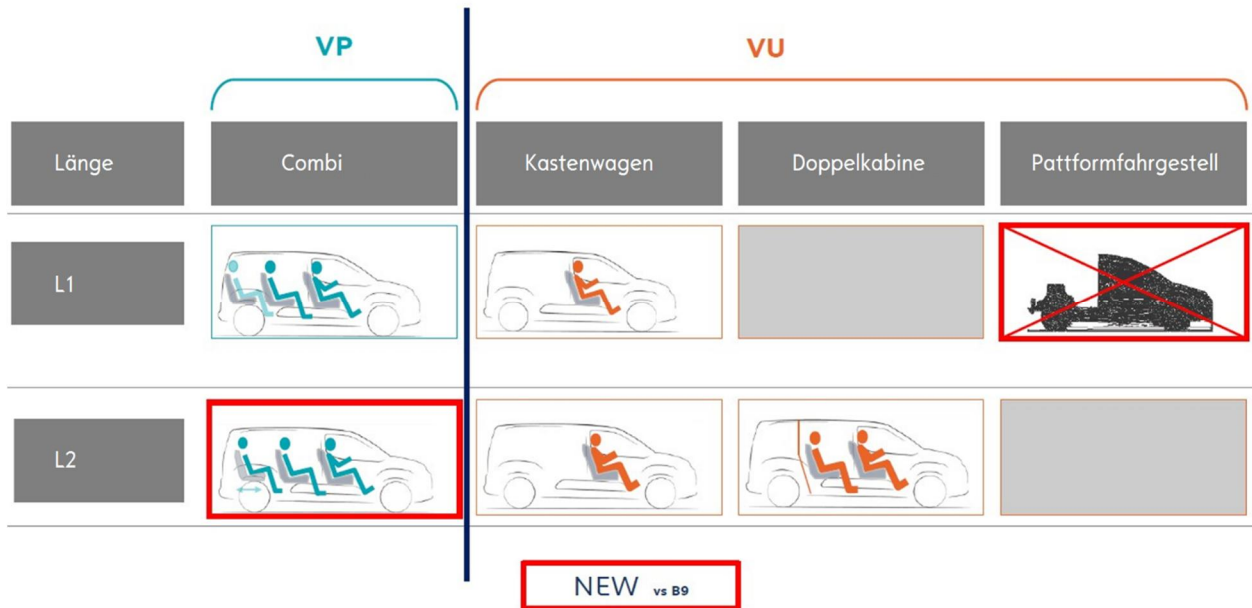 VP
VU
Länge
Combi
Kastenwagen
Doppelkabine
Pattformfahrgestell
L1
L2
NEW vs B9